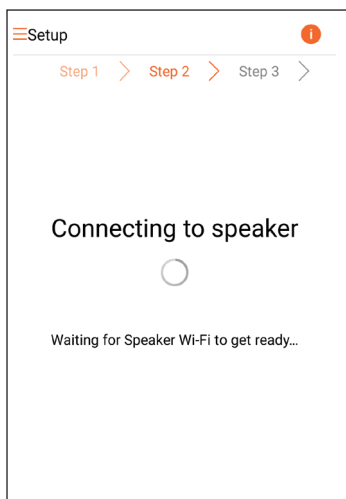 Setup
i
Step 1 Step 2 Step 3
Connecting to speaker
Waiting for Speaker Wi-Fi to get ready...